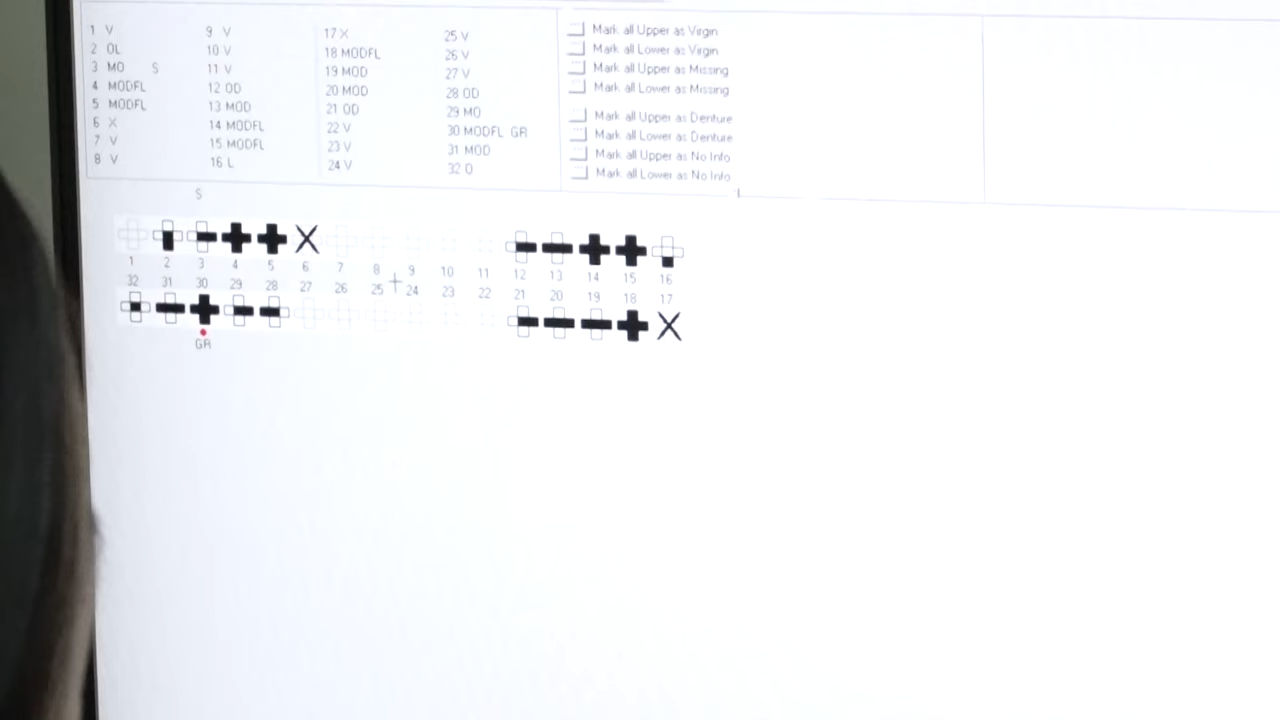 1 V
2 OL
3 MO S
4 MODFL
5 MODFL
6 X
7 V
8 V
9 V
10 V
11 V
12 OD
13 MOD
14 MODFL
15 MODFL
16 L
17 X
18 MODFL
19 MOD
20 MOD
21 OD
22 V
23 V
24 V
25 V
26 V
27 V
28 OD
29 MO
30 MODFL GR
31 MOD
32 O
Mark all Upper as Virgin
Mark all Lower as Virgin
Mark all Upper as Missing
Mark all Lower as Missing
Mark all Upper as Denture
Mark all Lower as Denture
Mark all Upper as No Info
Mark all Lower as No Info
S
1 2 3 4 5 6 7 8 9 10 11 12 13 14 15 16
32 31 30 29 28 27 26 25 24 23 22 21 20 19 18 17
GR